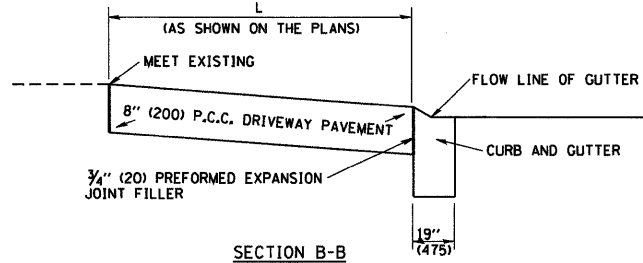 L
(AS SHOWN ON THE PLANS)
MEET EXISTING
FLOW LINE OF GUTTER
8" (200) P.C.C. DRIVEWAY PAVEMENT
CURB AND GUTTER
3/4" (20) PREFORMED EXPANSION
JOINT FILLER
19"
(475)
SECTION B-B